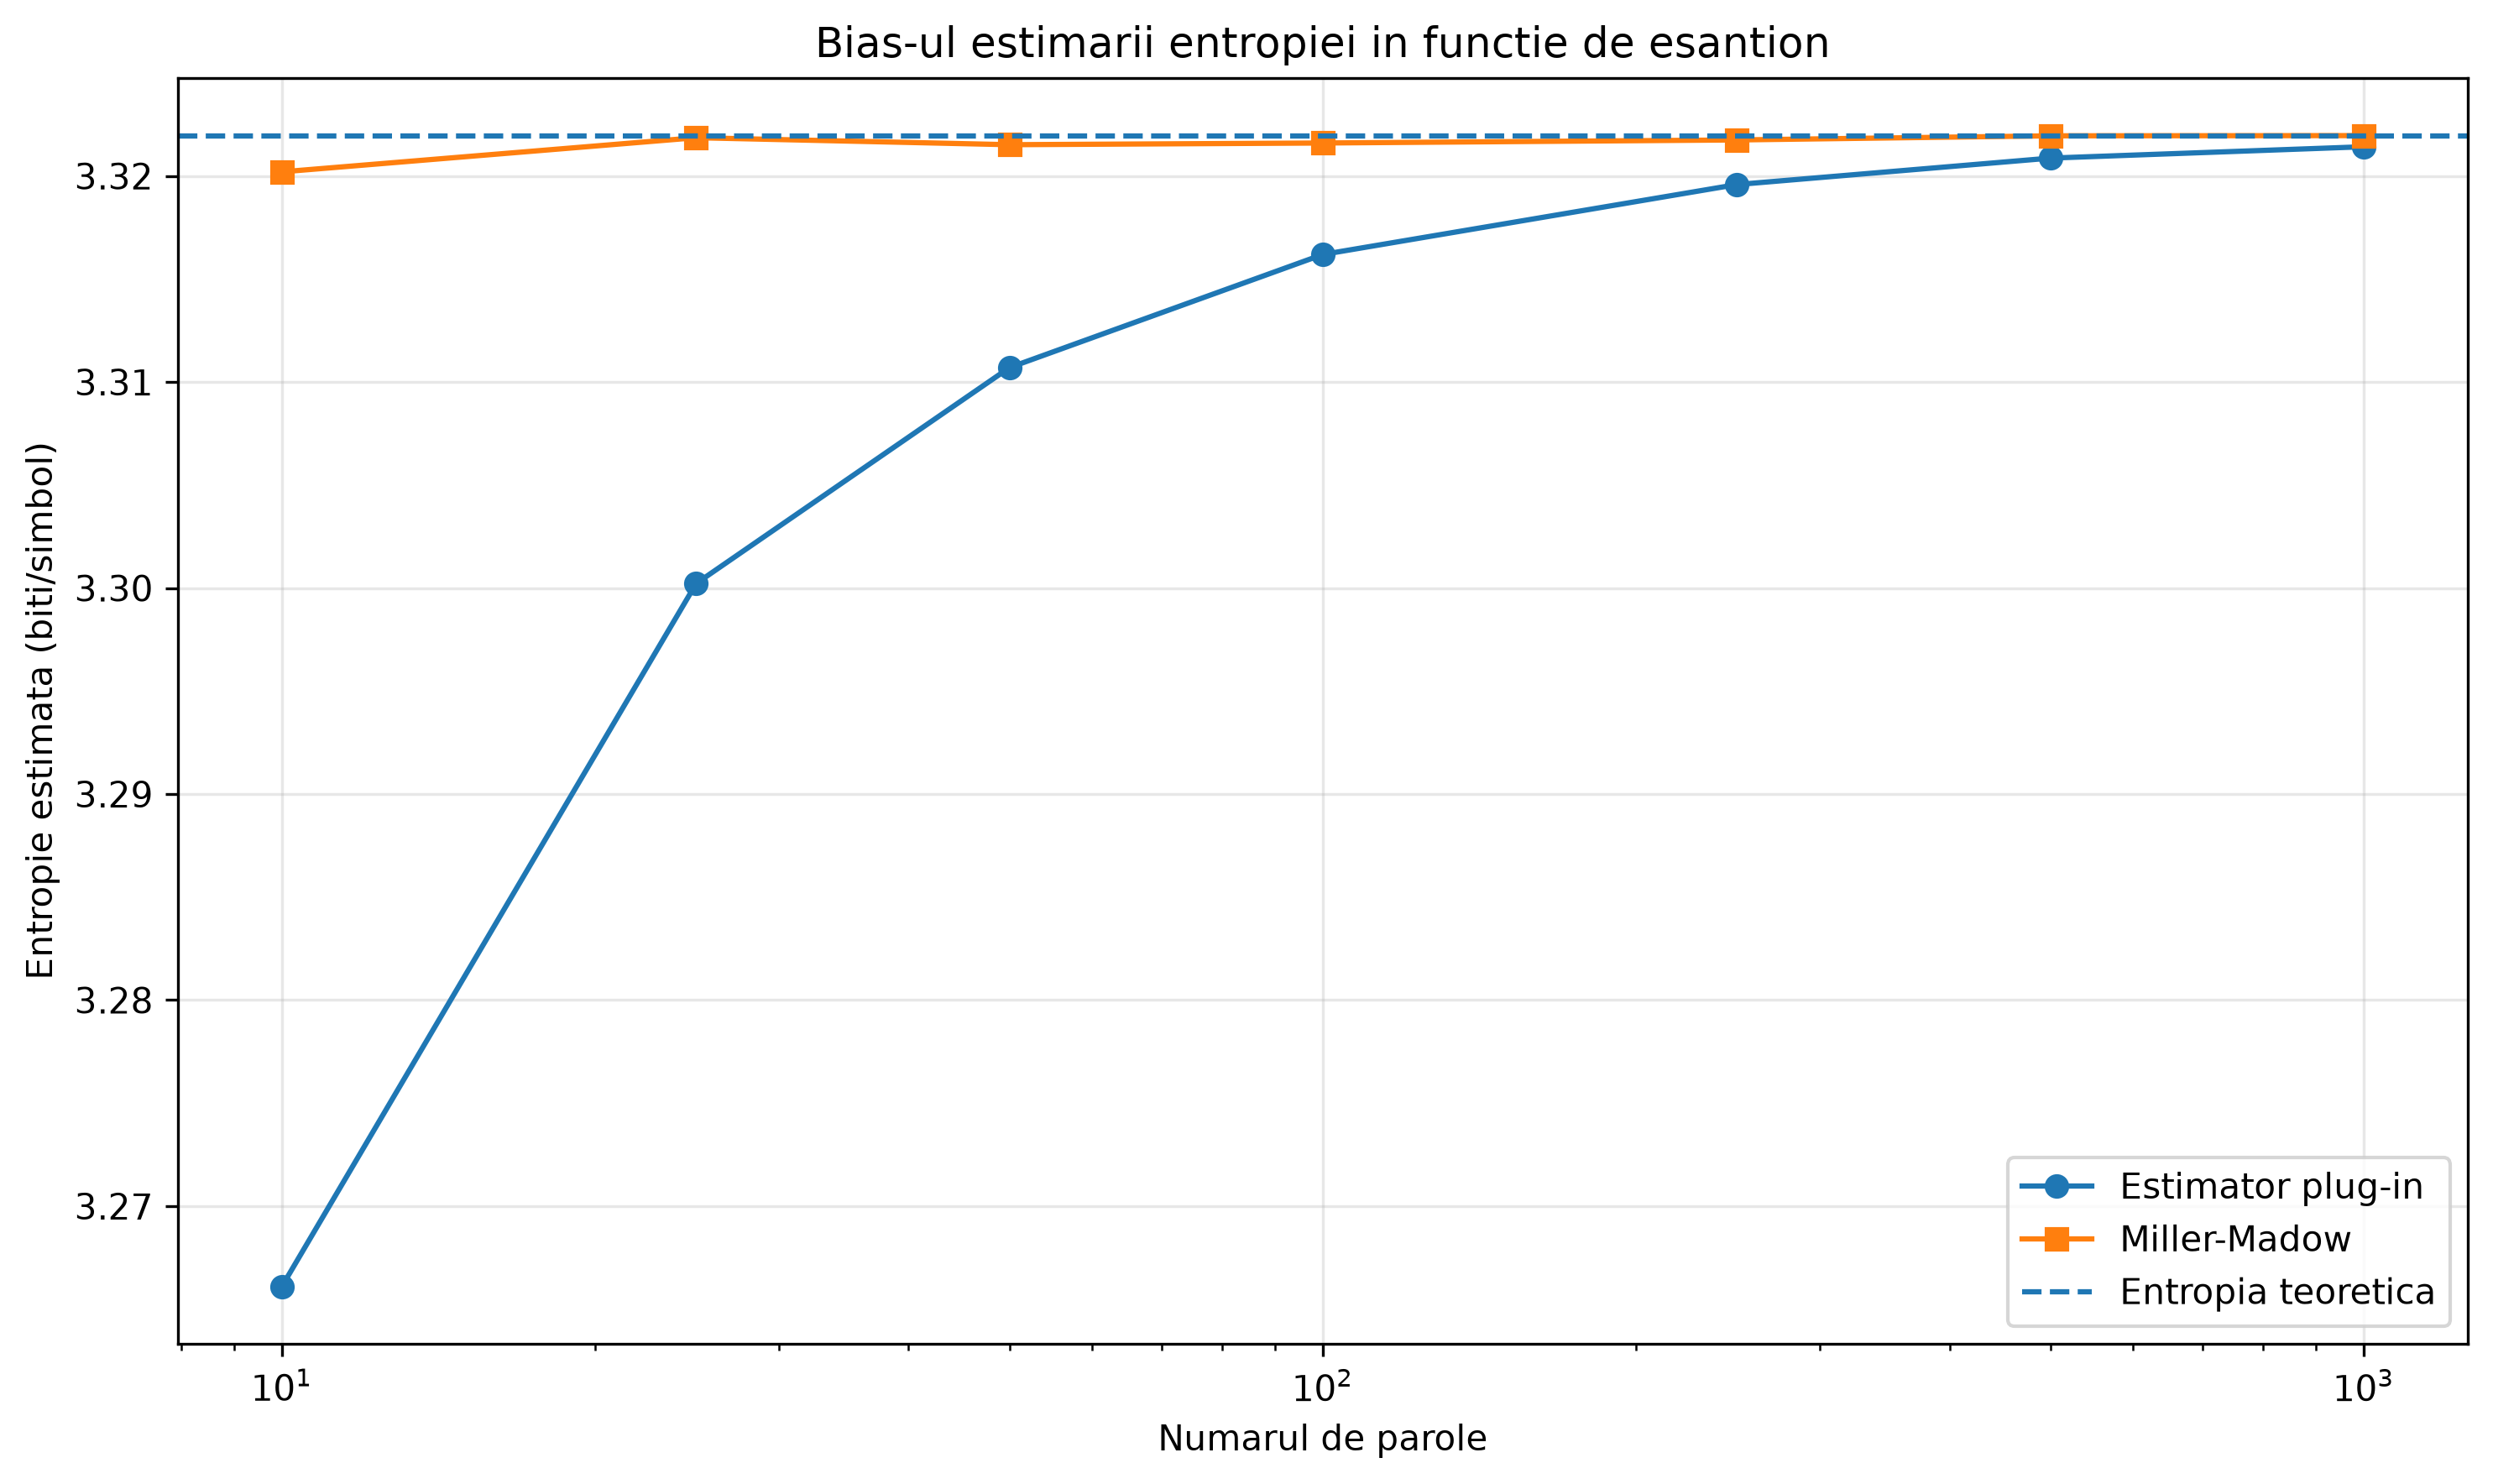 Bias-ul estimarii entropiei in functie de esantion
Entropie estimata (biti/simbol)
3.32
3.31
3.30
3.29
3.28
3.27
10¹
10²
10³
Numarul de parole
Estimator plug-in
Miller-Madow
Entropia teoretica